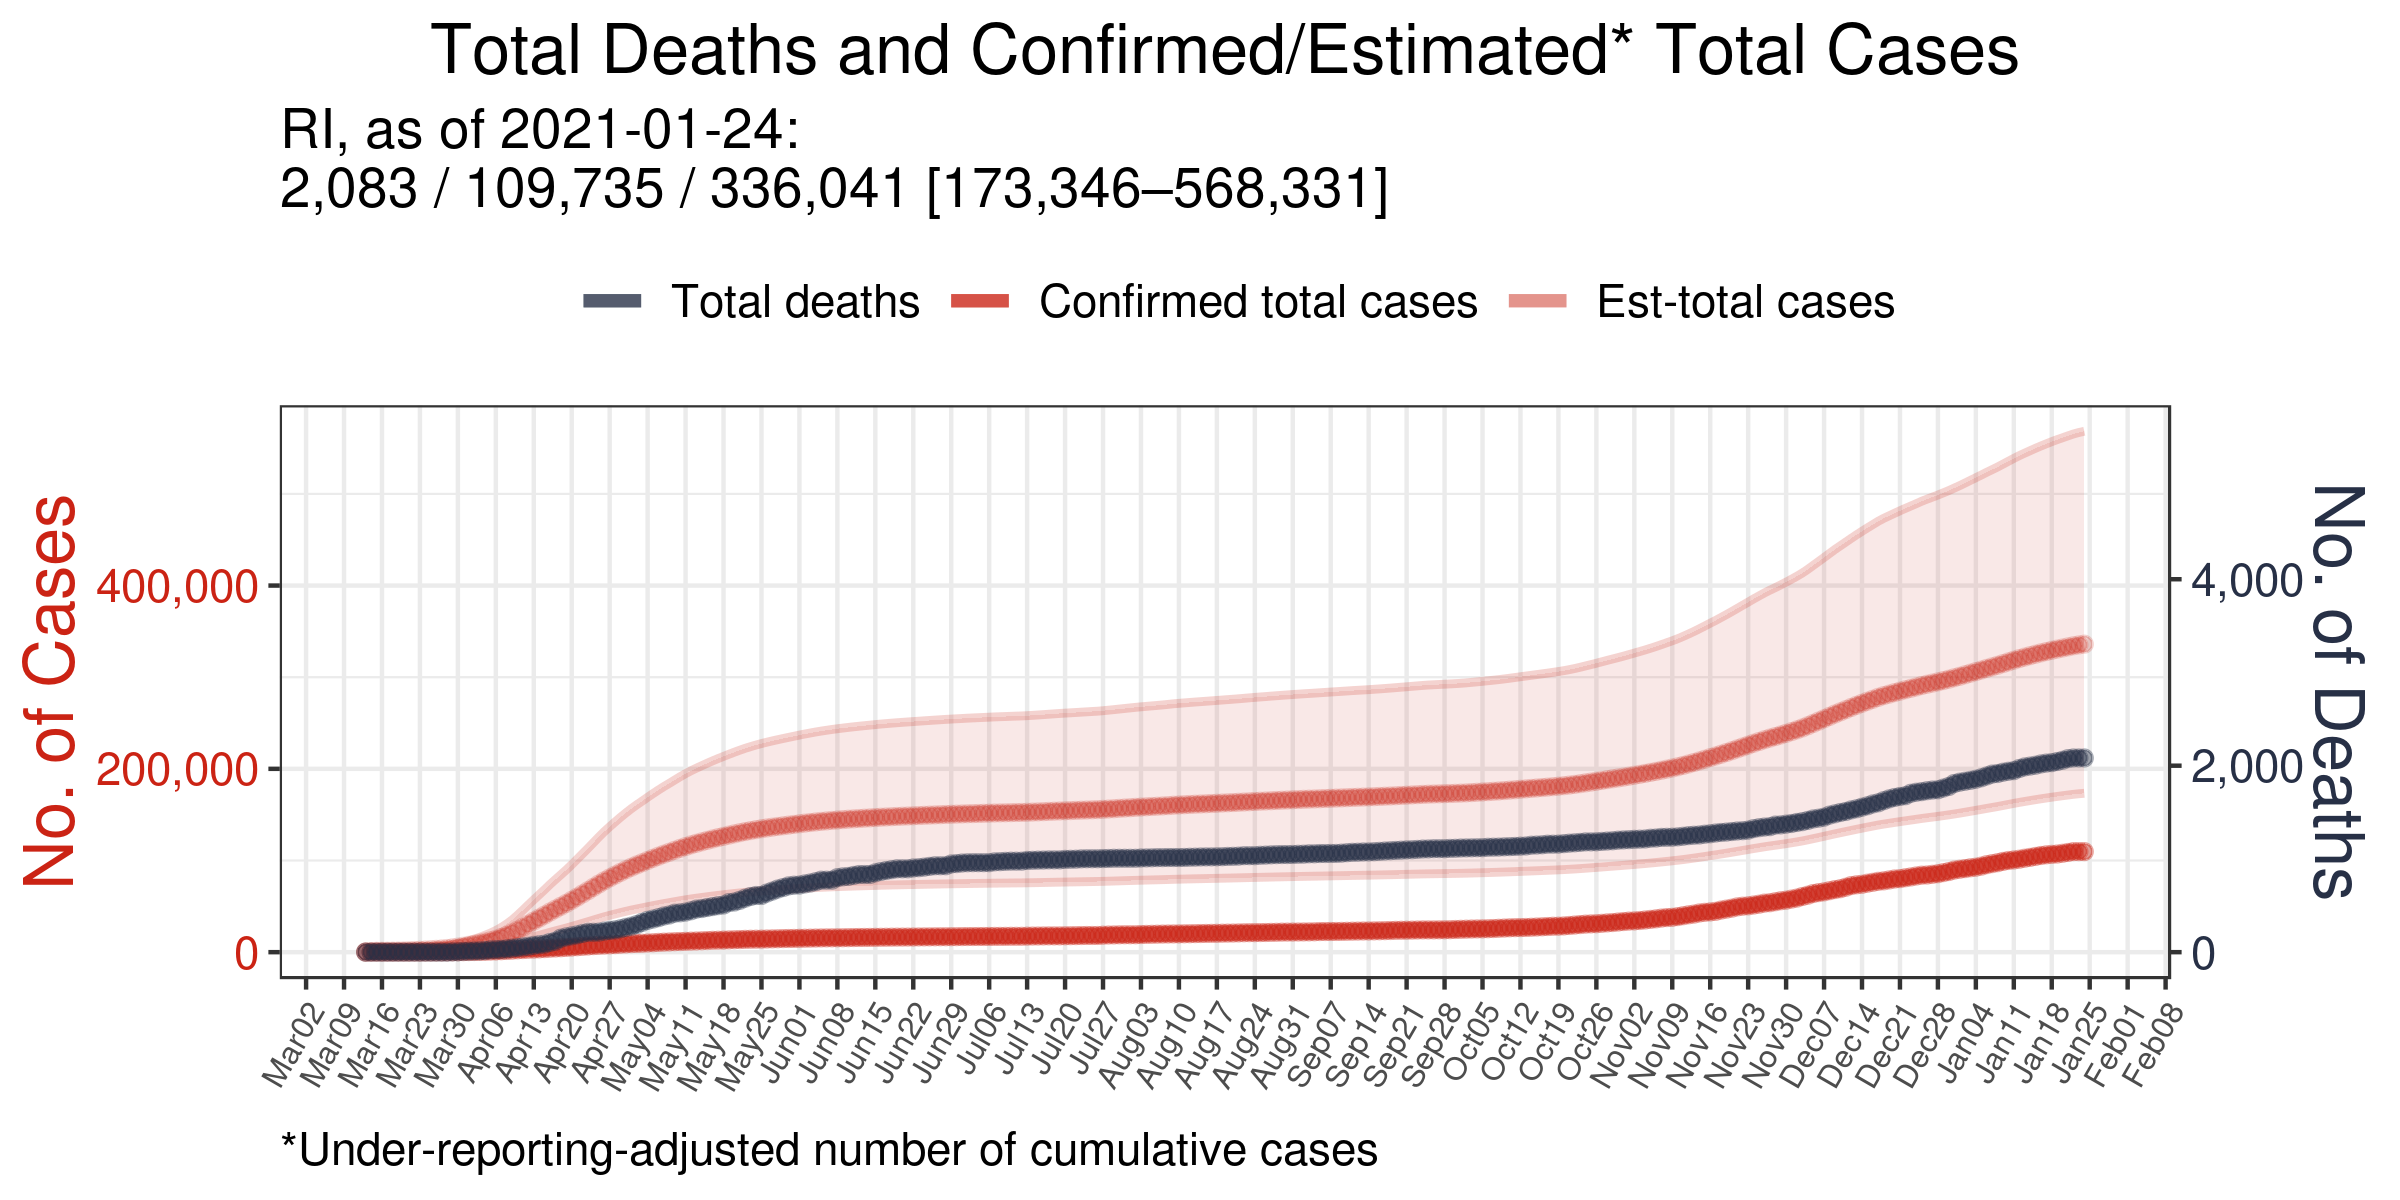 Total Deaths and Confirmed/Estimated* Total Cases
RI, as of 2021-01-24:
2,083 / 109,735 / 336,041 [173,346–568,331]
Total deaths
Confirmed total cases
Est-total cases
No. of Cases
400,000
200,000
0
4,000
2,000
0
No. of Deaths
Mar02
Mar09
Mar16
Mar23
Mar30
Apr06
Apr13
Apr20
Apr27
May04
May11
May18
May25
Jun01
Jun08
Jun15
Jun22
Jun29
Jul06
Jul13
Jul20
Jul27
Aug03
Aug10
Aug17
Aug24
Aug31
Sep07
Sep14
Sep21
Sep28
Oct05
Oct12
Oct19
Oct26
Nov02
Nov09
Nov16
Nov23
Nov30
Dec07
Dec14
Dec21
Dec28
Jan04
Jan11
Jan18
Jan25
Feb01
Feb08
*Under-reporting-adjusted number of cumulative cases